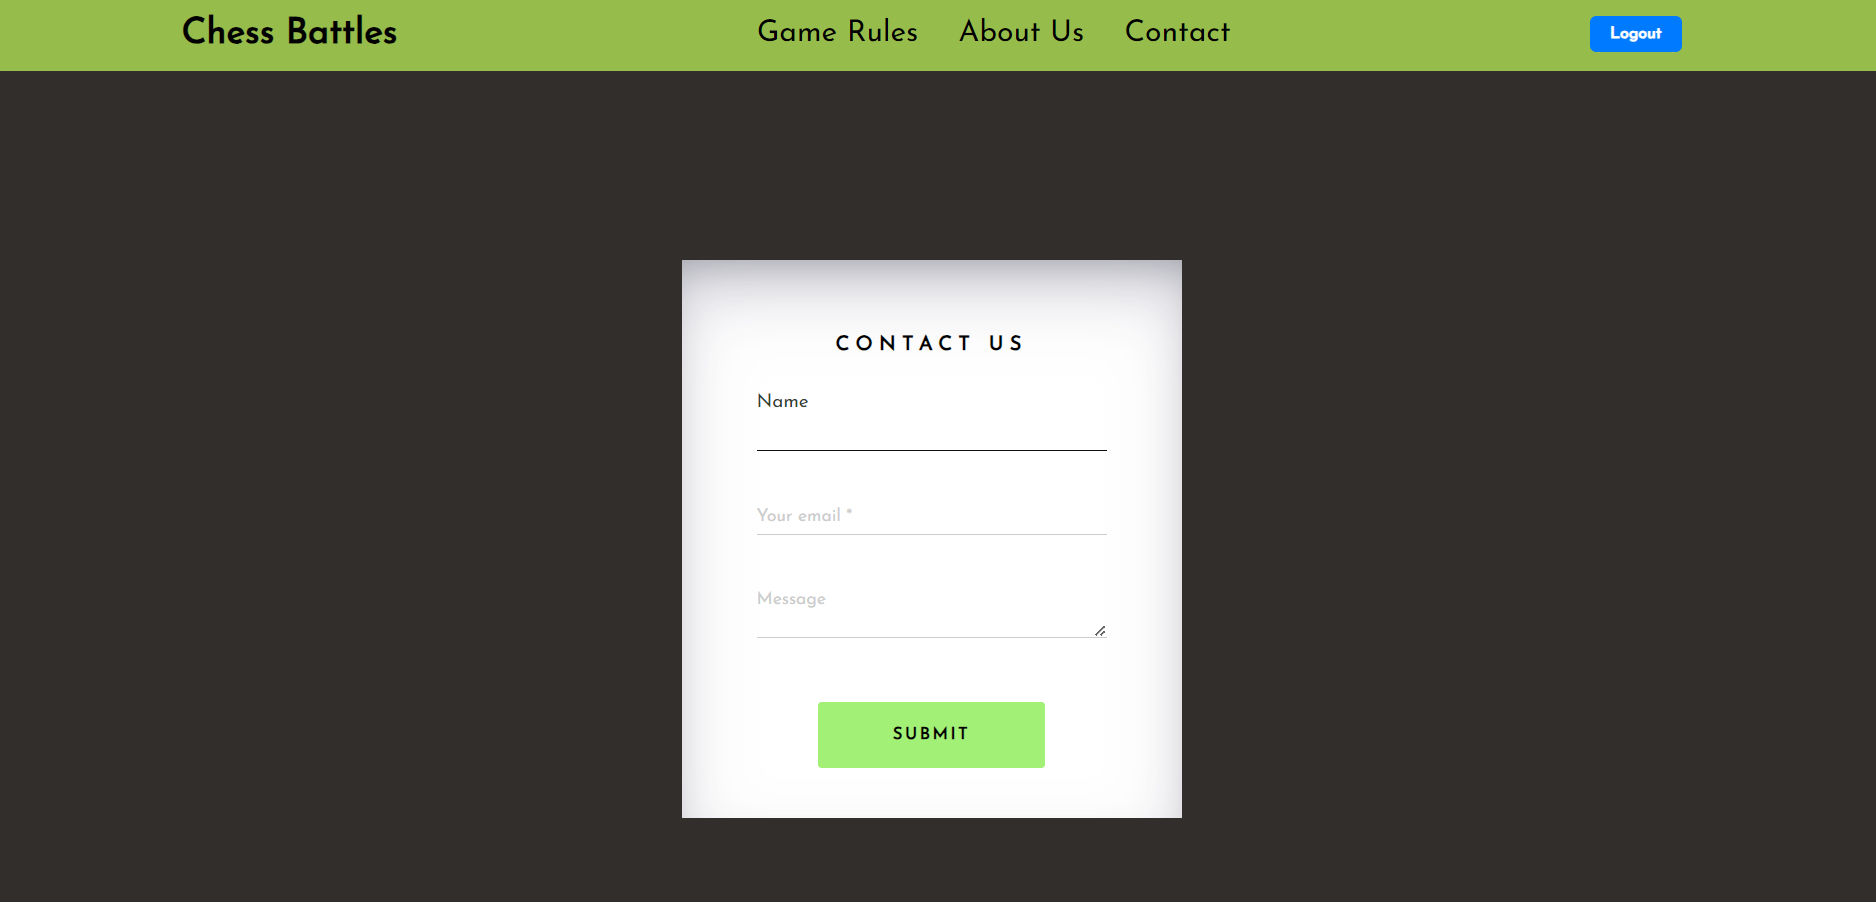 Chess Battles Game Rules About Us Contact Logout
CONTACT US
Name
Your email *
Message
SUBMIT